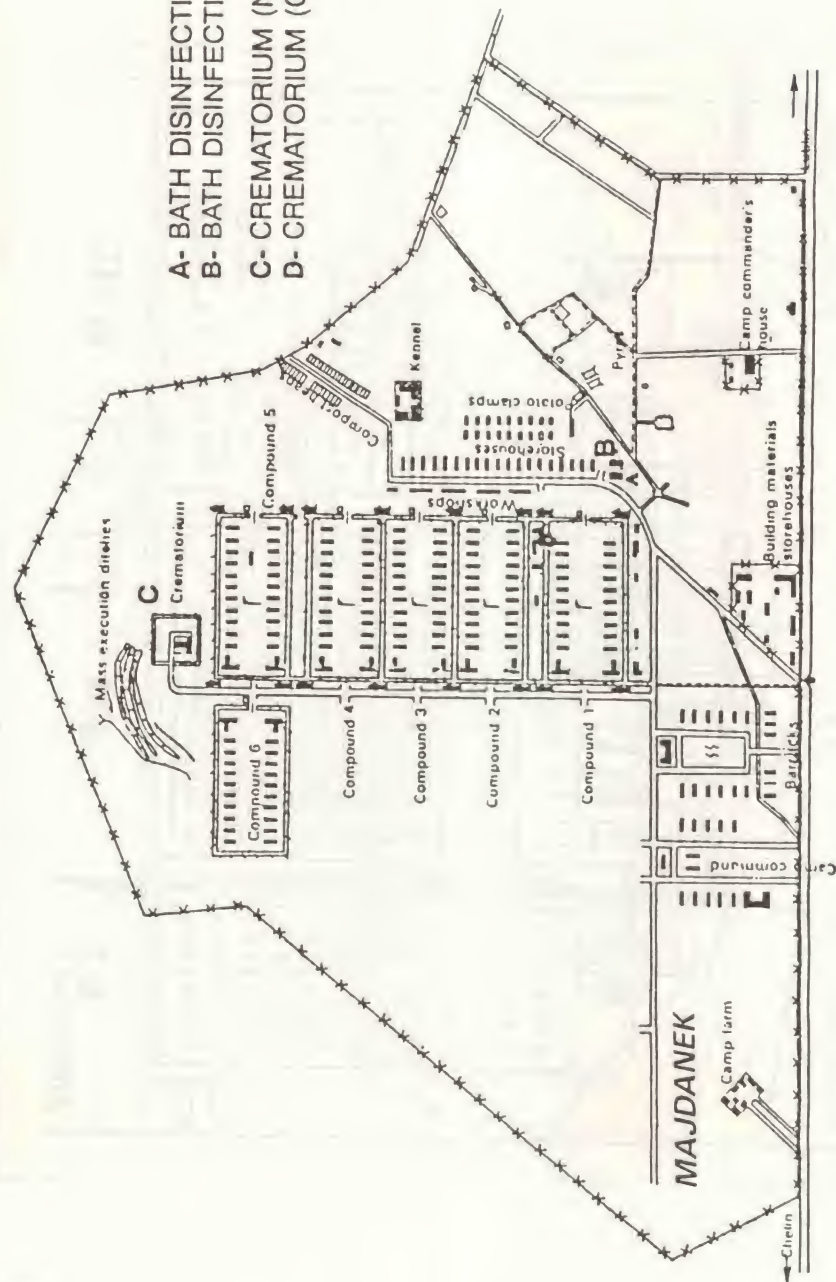 A- BATH DISINFECTI
B- BATH DISINFECTI
C- CREMATORIUM (N
D- CREMATORIUM (
Mass execution ditches
C
Crematorium
Compound 5
Compound 6
Compound 4
Compound 3
Compound 2
Compound 1
Workshops
Storehouses
Kennel
B
A
Pyres
Camp commander's
house
Building materials
storehouses
SS
Barracks
Camp command
MAJDANEK
Camp farm
Chelm
Lublin